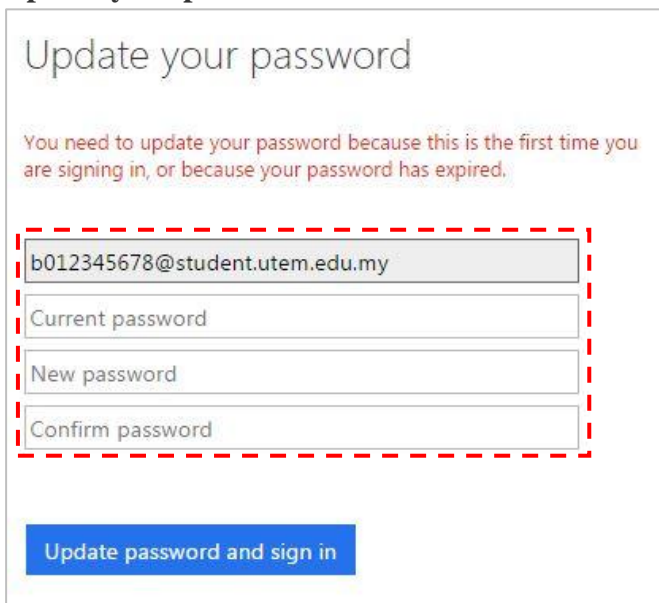 Update your password
You need to update your password because this is the first time you
are signing in, or because your password has expired.
b012345678@student.utem.edu.my
Current password
New password
Confirm password
Update password and sign in